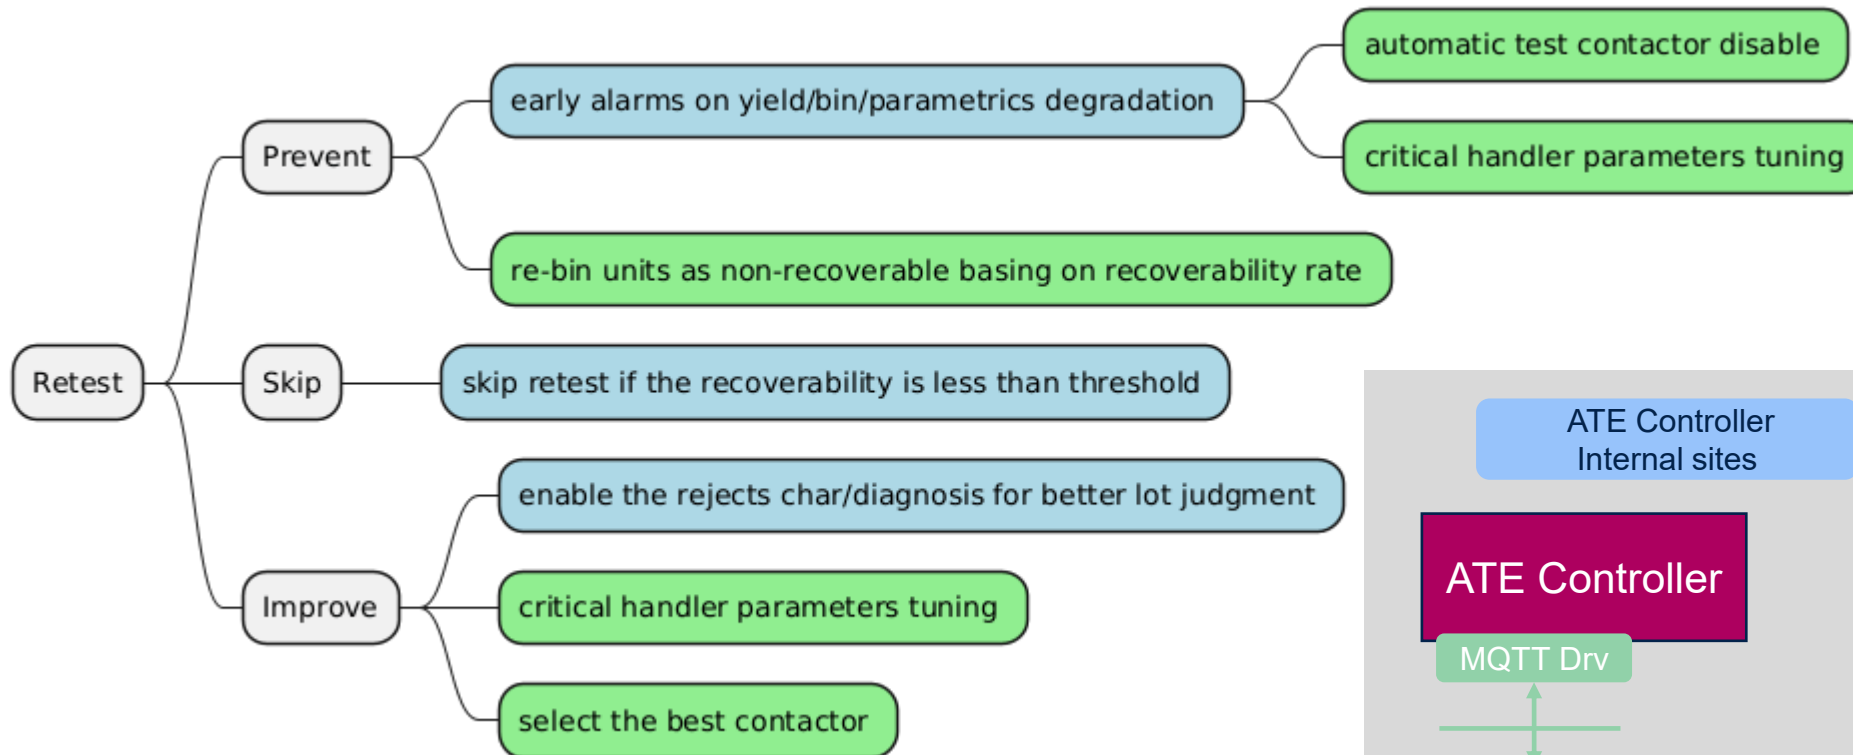 automatic test contactor disable
early alarms on yield/bin/parametrics degradation
Prevent
critical handler parameters tuning
re-bin units as non-recoverable basing on recoverability rate
Retest
Skip
skip retest if the recoverability is less than threshold
enable the rejects char/diagnosis for better lot judgment
Improve
critical handler parameters tuning
select the best contactor
ATE Controller
Internal sites
ATE Controller
MQTT Drv